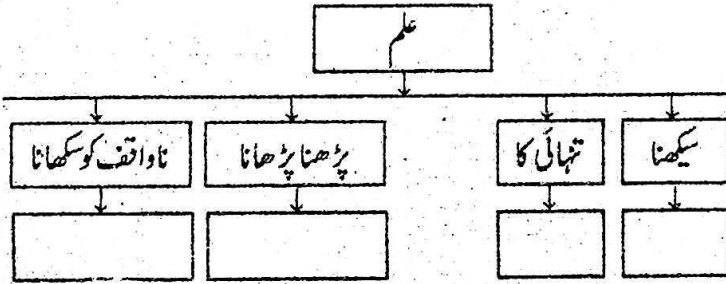 علم
سیکھنا
تنہائی کا
پڑھنا پڑھانا
ناواقف کو سکھانا